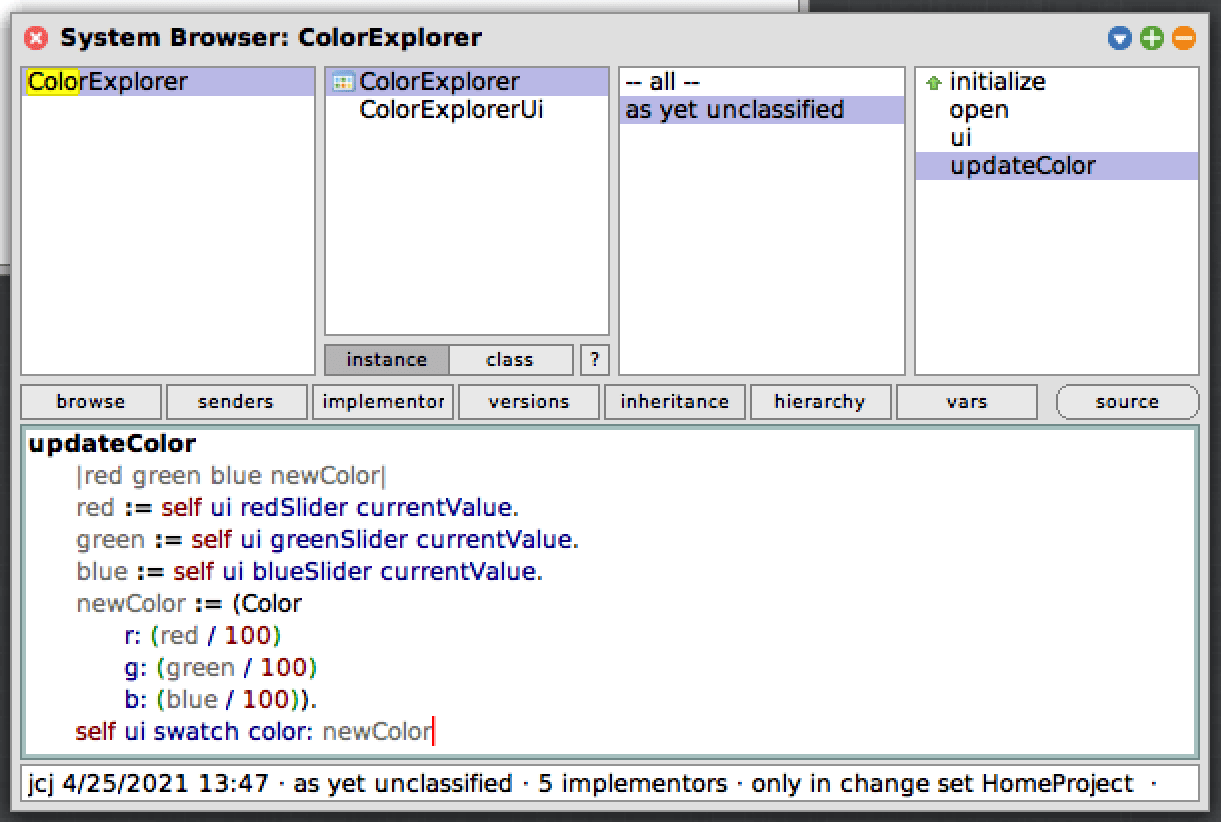 System Browser: ColorExplorer
ColorExplorer
ColorExplorer
ColorExplorerUi
-- all --
as yet unclassified
initialize
open
ui
updateColor
instance
class
?
browse
senders
implementor
versions
inheritance
hierarchy
vars
source
updateColor
|red green blue newColor|
red := self ui redSlider currentValue.
green := self ui greenSlider currentValue.
blue := self ui blueSlider currentValue.
newColor := (Color
r: (red / 100)
g: (green / 100)
b: (blue / 100)).
self ui swatch color: newColor
jcj 4/25/2021 13:47 · as yet unclassified · 5 implementors · only in change set HomeProject ·